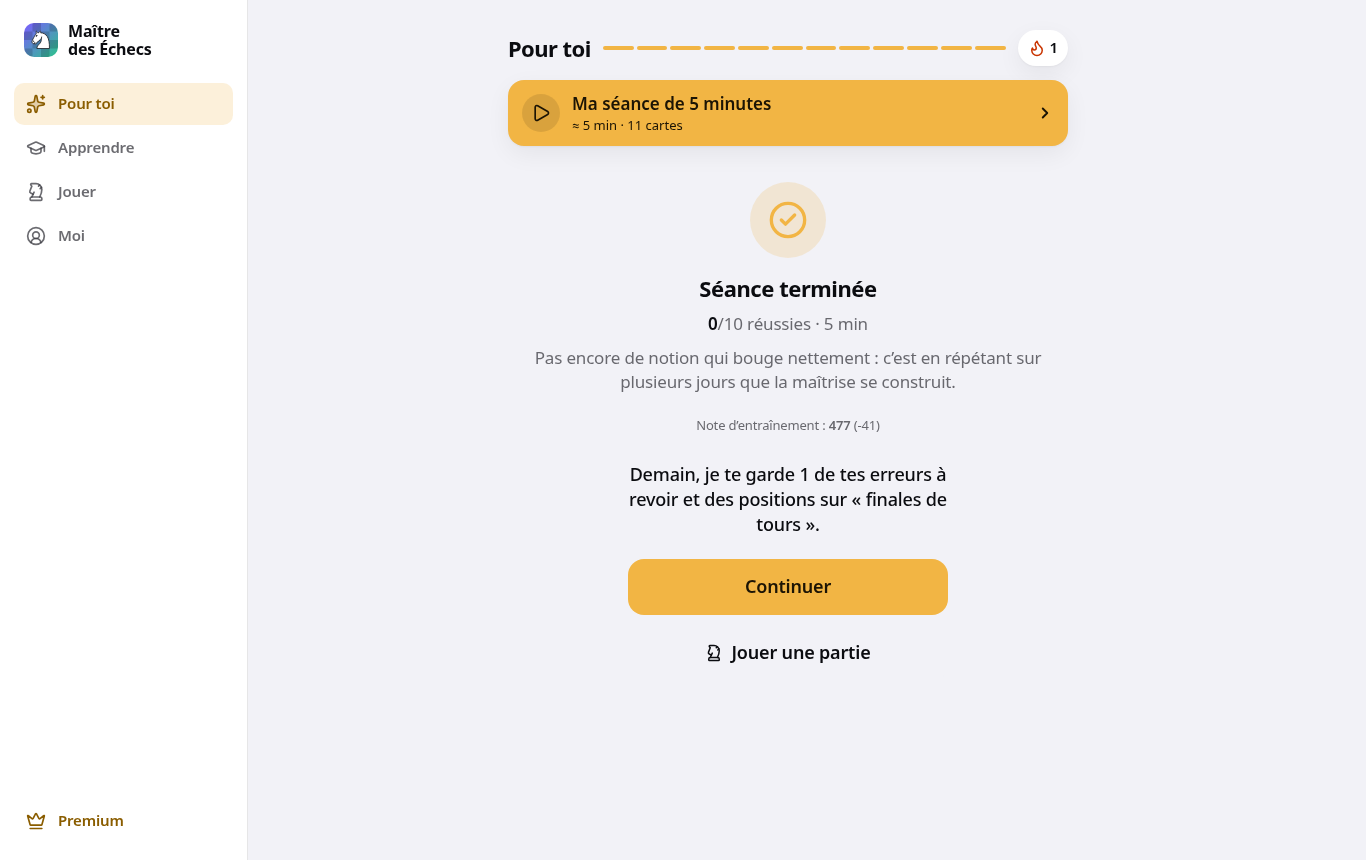 Maître
des Échecs
Pour toi
Apprendre
Jouer
Moi
Premium
Pour toi
1
Ma séance de 5 minutes
≈ 5 min · 11 cartes
Séance terminée
0/10 réussies · 5 min
Pas encore de notion qui bouge nettement : c’est en répétant sur
plusieurs jours que la maîtrise se construit.
Note d’entraînement : 477 (-41)
Demain, je te garde 1 de tes erreurs à
revoir et des positions sur « finales de
tours ».
Continuer
Jouer une partie